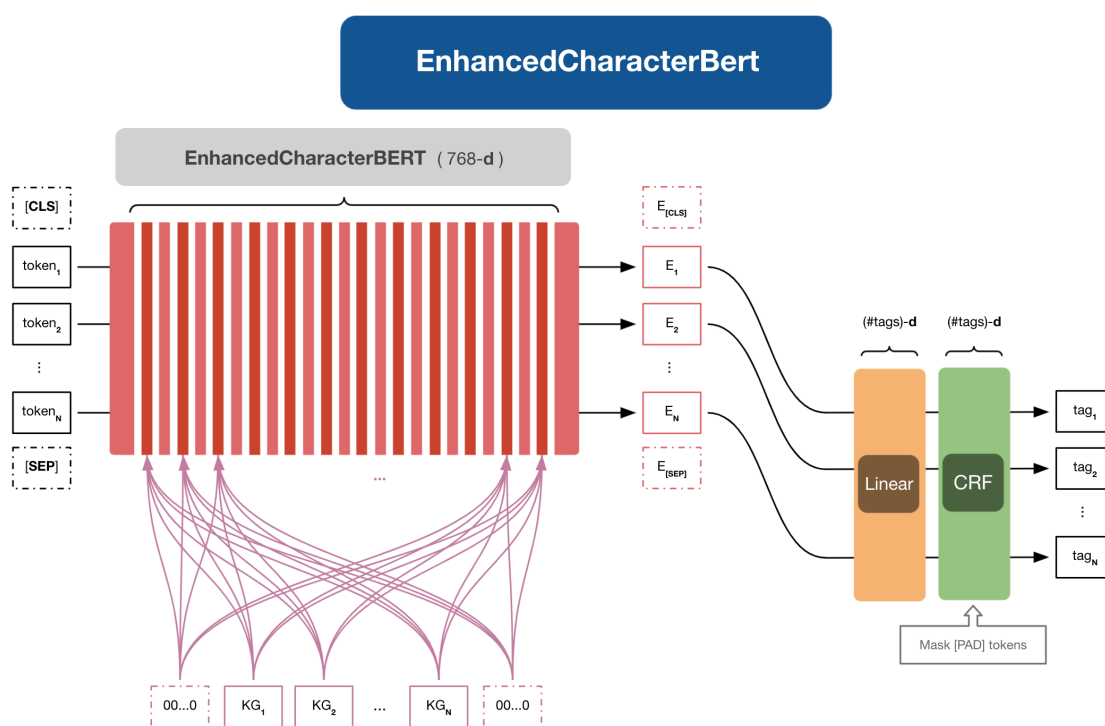 EnhancedCharacterBert
EnhancedCharacterBERT ( 768-d )
[CLS]
E[CLS]
token1
E1
token2
E2
(#tags)-d
(#tags)-d
⋮
⋮
tokenN
EN
tag1
[SEP]
E[SEP]
...
Linear
CRF
tag2
⋮
tagN
Mask [PAD] tokens
00...0
KG1
KG2
...
KGN
00...0